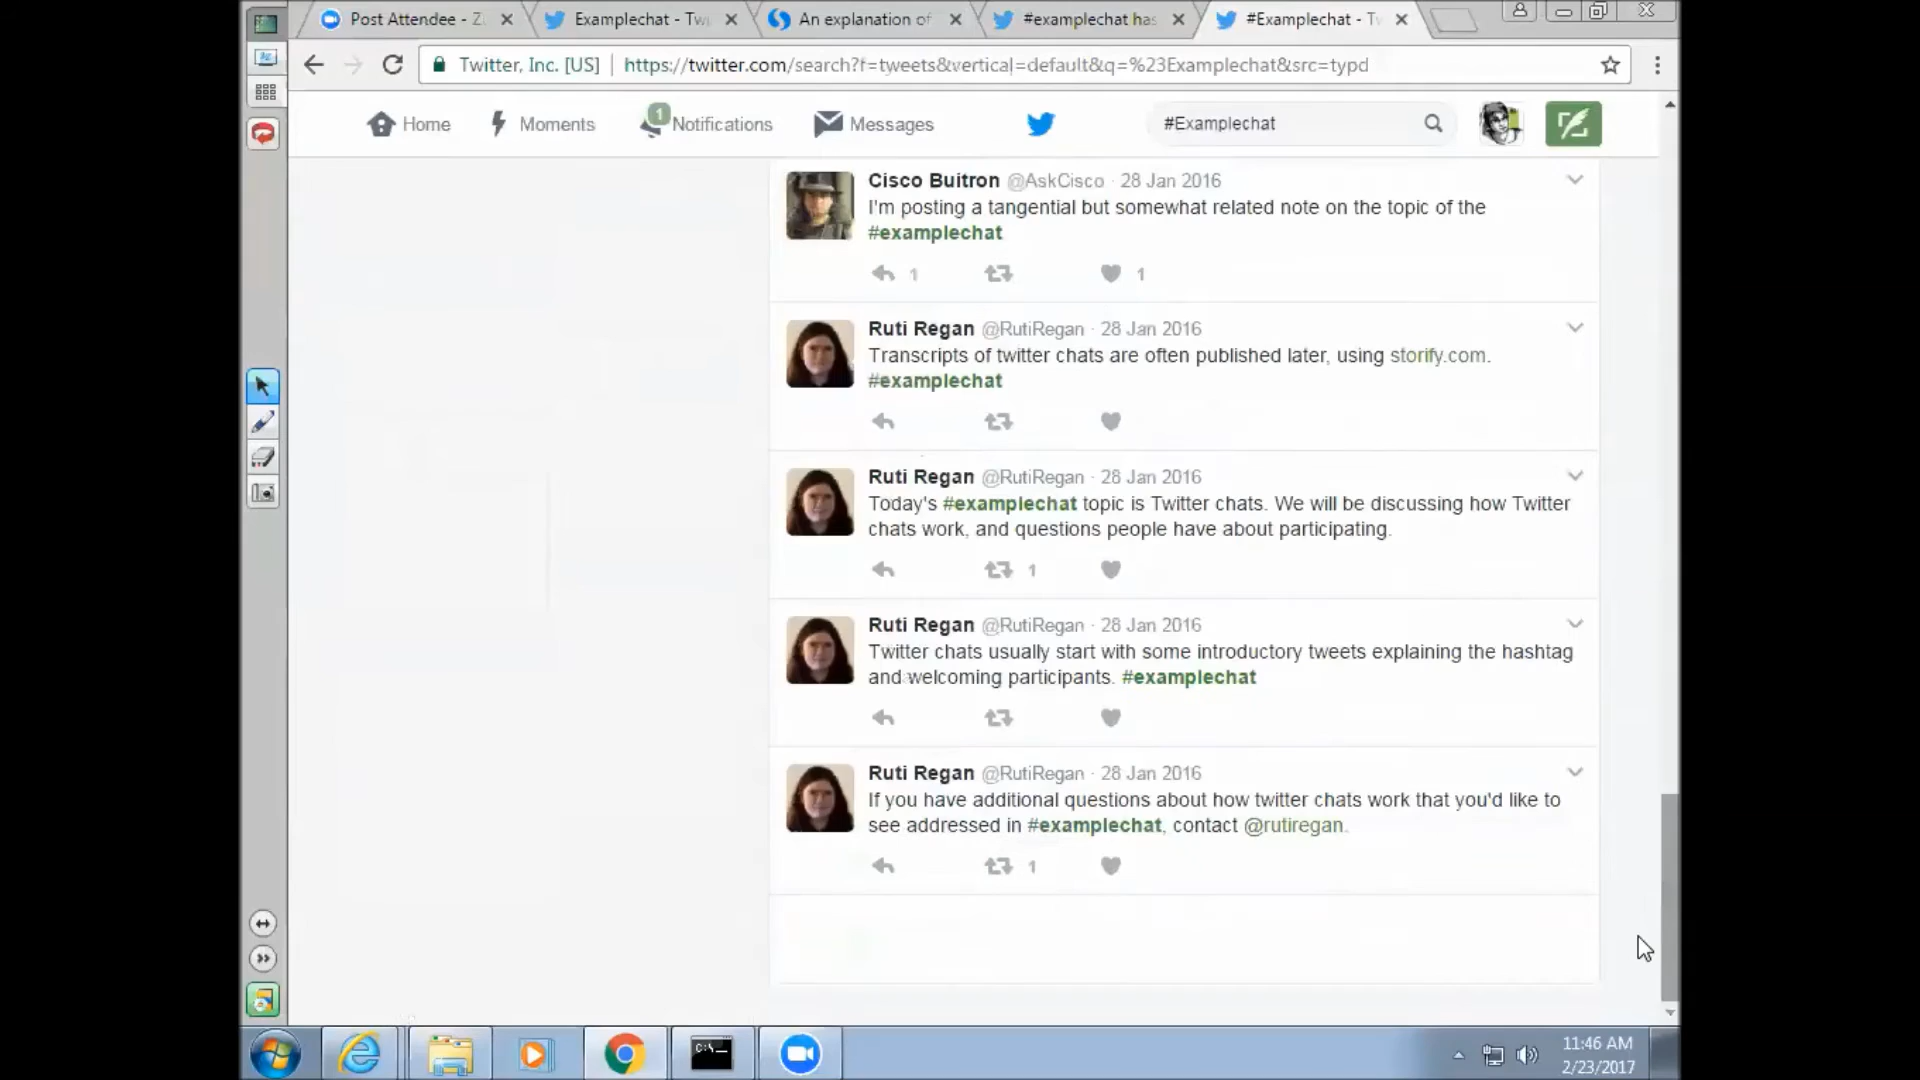 Post Attendee - Z
Examplechat - Tw
An explanation of
#examplechat has
#Examplechat - Tw
Twitter, Inc. [US] | https://twitter.com/search?f=tweets&vertical=default&q=%23Examplechat&src=typd
Home
Moments
1
Notifications
Messages
#Examplechat
Cisco Buitron @AskCisco · 28 Jan 2016
I'm posting a tangential but somewhat related note on the topic of the
#examplechat
1
1
Ruti Regan @RutiRegan · 28 Jan 2016
Transcripts of twitter chats are often published later, using storify.com.
#examplechat
Ruti Regan @RutiRegan · 28 Jan 2016
Today's #examplechat topic is Twitter chats. We will be discussing how Twitter
chats work, and questions people have about participating.
1
Ruti Regan @RutiRegan · 28 Jan 2016
Twitter chats usually start with some introductory tweets explaining the hashtag
and welcoming participants. #examplechat
Ruti Regan @RutiRegan · 28 Jan 2016
If you have additional questions about how twitter chats work that you'd like to
see addressed in #examplechat, contact @rutiregan.
1
C:\_
11:46 AM
2/23/2017